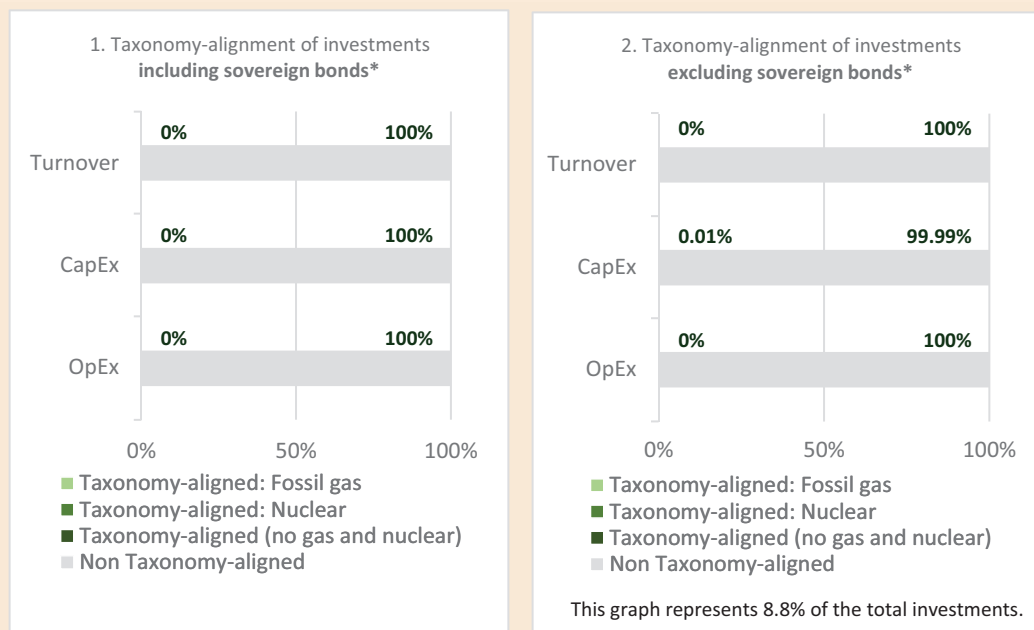 1. Taxonomy-alignment of investments
including sovereign bonds*
0% 100%
Turnover
0% 100%
CapEx
0% 100%
OpEx
0% 50% 100%
Taxonomy-aligned: Fossil gas
Taxonomy-aligned: Nuclear
Taxonomy-aligned (no gas and nuclear)
Non Taxonomy-aligned
2. Taxonomy-alignment of investments
excluding sovereign bonds*
0% 100%
Turnover
0.01% 99.99%
CapEx
0% 100%
OpEx
0% 50% 100%
Taxonomy-aligned: Fossil gas
Taxonomy-aligned: Nuclear
Taxonomy-aligned (no gas and nuclear)
Non Taxonomy-aligned
This graph represents 8.8% of the total investments.